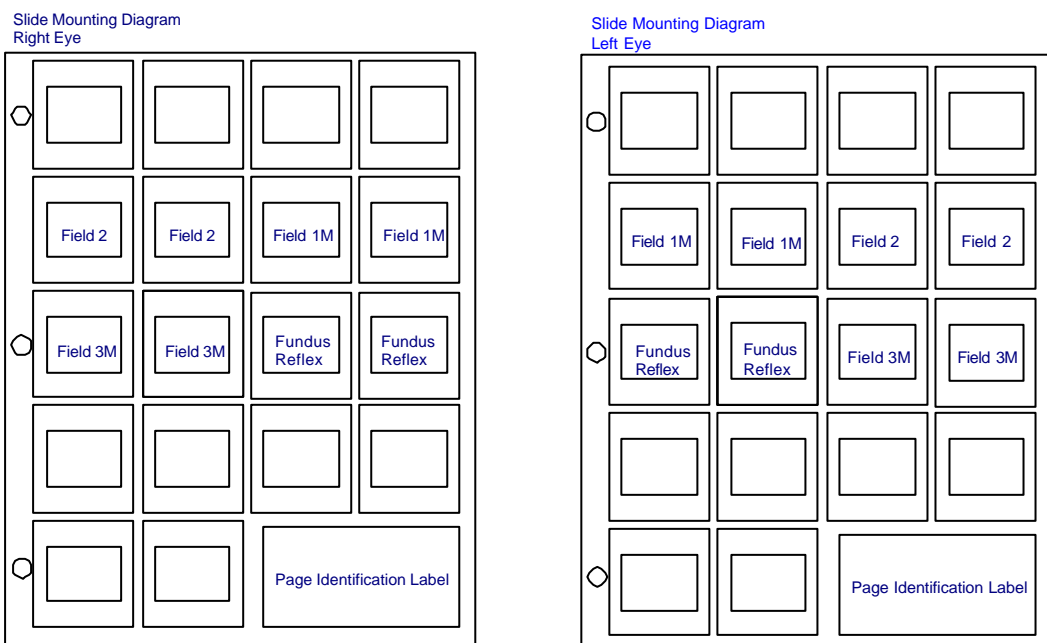 Slide Mounting Diagram
Right Eye
Field 2
Field 2
Field 1M
Field 1M
Field 3M
Field 3M
Fundus
Reflex
Fundus
Reflex
Page Identification Label
Slide Mounting Diagram
Left Eye
Field 1M
Field 1M
Field 2
Field 2
Fundus
Reflex
Fundus
Reflex
Field 3M
Field 3M
Page Identification Label